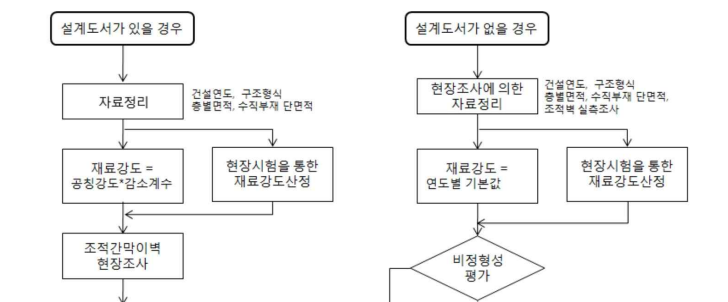 설계도서가 있을 경우
자료정리
건설연도, 구조형식
층별면적, 수직부재 단면적
재료강도 =
공칭강도*감소계수
현장시험을 통한
재료강도산정
조적간막이벽
현장조사
설계도서가 없을 경우
현장조사에 의한
자료정리
건설연도, 구조형식
층별면적, 수직부재 단면적,
조적벽 실측조사
재료강도 =
연도별 기본값
현장시험을 통한
재료강도산정
비정형성
평가